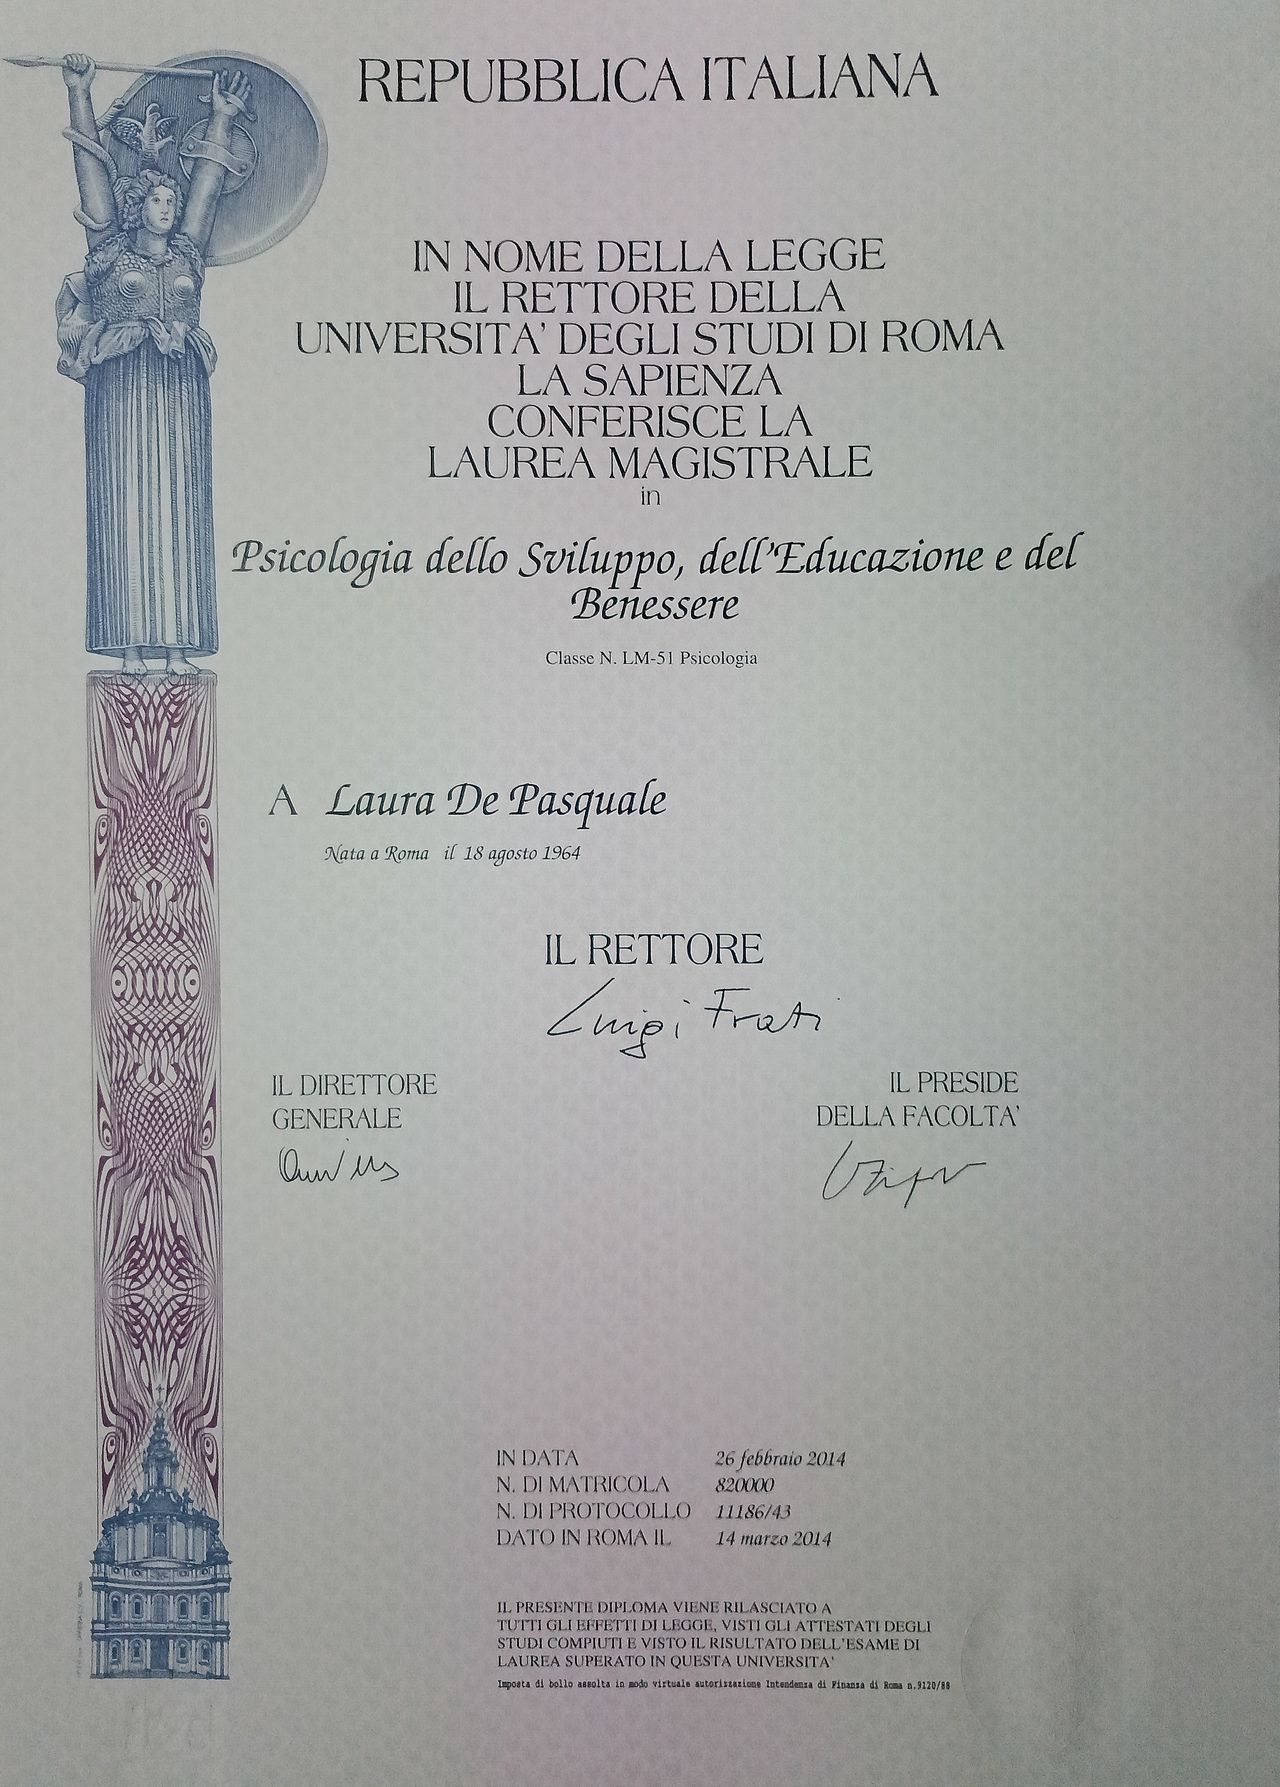 REPUBBLICA ITALIANA
IN NOME DELLA LEGGE
IL RETTORE DELLA
UNIVERSITA' DEGLI STUDI DI ROMA
LA SAPIENZA
CONFERISCE LA
LAUREA MAGISTRALE
in
Psicologia dello Sviluppo, dell'Educazione e del
Benessere
Classe N. LM-51 Psicologia
A Laura De Pasquale
Nata a Roma il 18 agosto 1964
IL RETTORE
Luigi Frati
IL DIRETTORE
GENERALE
IL PRESIDE
DELLA FACOLTA'
IN DATA 26 febbraio 2014
N. DI MATRICOLA 820000
N. DI PROTOCOLLO 11186/43
DATO IN ROMA IL 14 marzo 2014
IL PRESENTE DIPLOMA VIENE RILASCIATO A
TUTTI GLI EFFETTI DI LEGGE, VISTI GLI ATTESTATI DEGLI
STUDI COMPIUTI E VISTO IL RISULTATO DELL'ESAME DI
LAUREA SUPERATO IN QUESTA UNIVERSITA'
Imposta di bollo assolta in modo virtuale autorizzazione Intendenza di Finanza di Roma n.9120/88